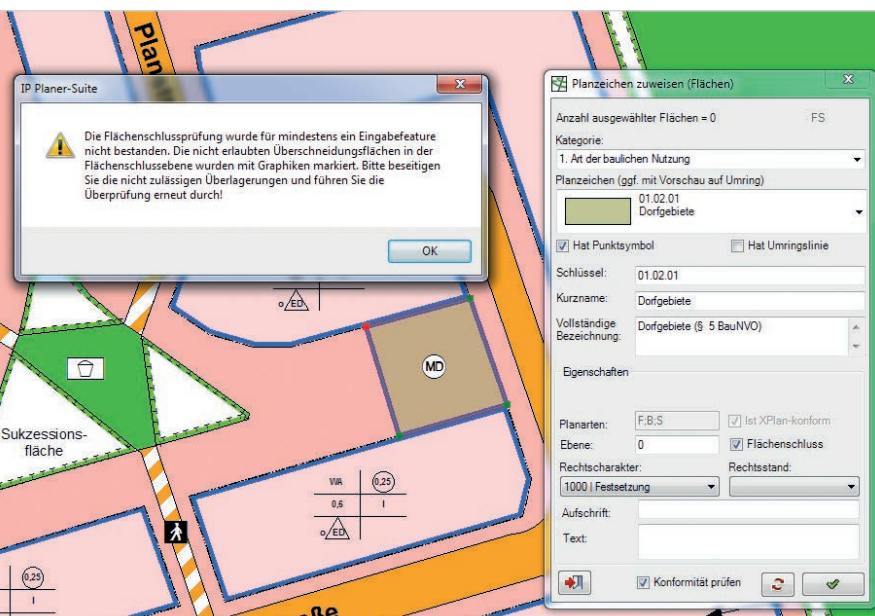 Plan
IP Planer-Suite
Die Flächenschlussprüfung wurde für mindestens ein Eingabefeature
nicht bestanden. Die nicht erlaubten Überschneidungsflächen in der
Flächenschlussebene wurden mit Graphiken markiert. Bitte beseitigen
Sie die nicht zulässigen Überlagerungen und führen Sie die
Überprüfung erneut durch!
OK
o/ED
MD
Sukzessions-
fläche
WA 0,25
0,6 I
o/ED
0,25
I
aße
Planzeichen zuweisen (Flächen)
Anzahl ausgewählter Flächen = 0 FS
Kategorie:
1. Art der baulichen Nutzung
Planzeichen (ggf. mit Vorschau auf Umring)
01.02.01
Dorfgebiete
Hat Punktsymbol Hat Umringslinie
Schlüssel: 01.02.01
Kurzname: Dorfgebiete
Vollständige
Bezeichnung: Dorfgebiete (§ 5 BauNVO)
Eigenschaften
Planarten: F;B;S Ist XPlan-konform
Ebene: 0 Flächenschluss
Rechtscharakter: Rechtsstand:
1000 | Festsetzung
Aufschrift:
Text:
Konformität prüfen